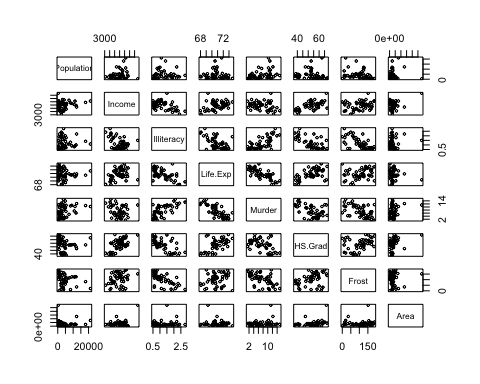 3000
68 72
40 60
0e+00
Population
0
3000
Income
Illiteracy
0.5
68
Life.Exp
Murder
2 14
40
HS.Grad
Frost
0
0e+00
Area
0 20000
0.5 2.5
2 10
0 150